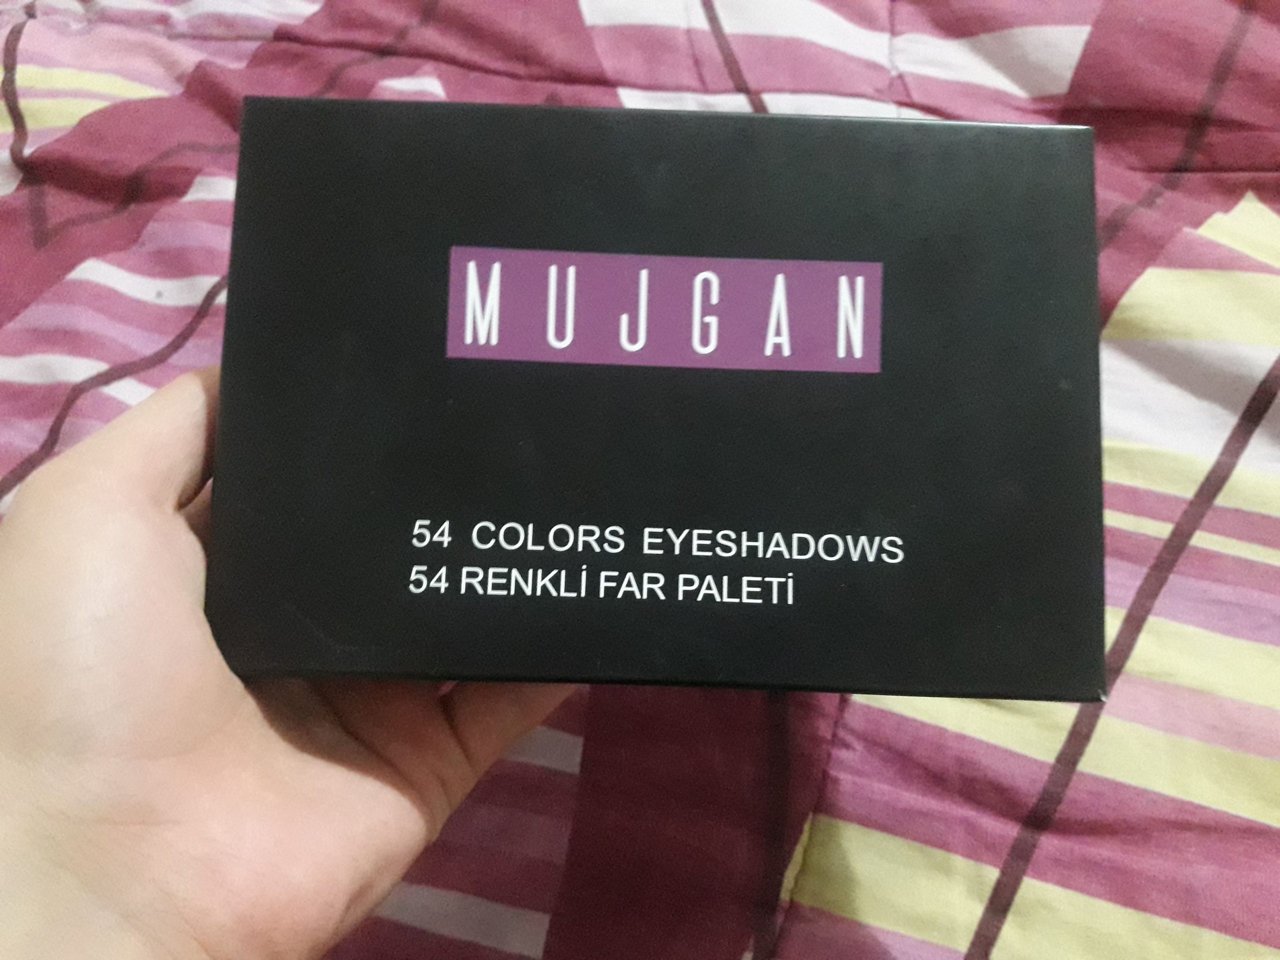 MUJGAN
54 COLORS EYESHADOWS
54 RENKLİ FAR PALETİ